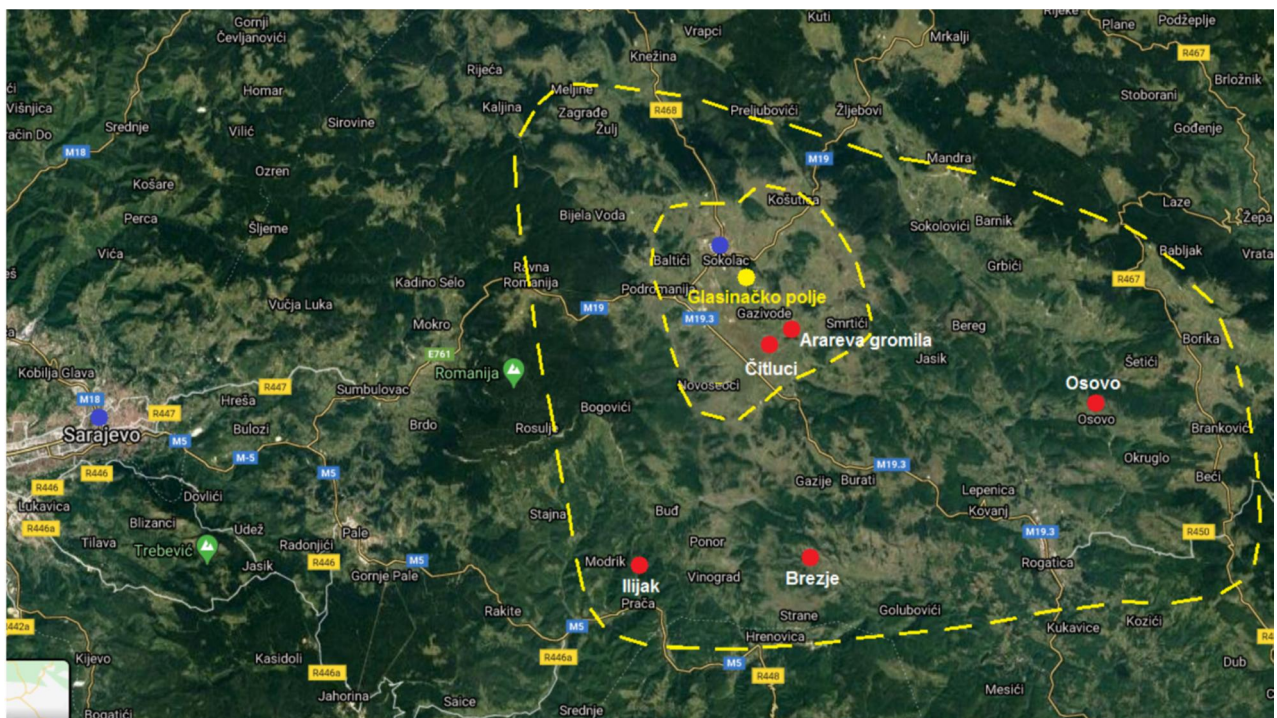 Gornji
Čevljanovići
Vrapci
Kuti
Mrkalji
Plane
Podžeplje
R467
Knežina
Rijeća
Homar
Meljine
Brložnik
Stoborani
Višnjica
Kaljina
Zagrađe
R468
Preljubovići
Žljebovi
Srednje
Vilić
Sirovine
Žulj
Gođenje
račin Do
M18
M19
Mandra
Ozren
Košare
Košutica
Laze
Perca
Bijela Voda
Sokolovići
Barnik
Žepa
Šljeme
Vića
Baltići
Sokolac
Babljak
Vrata
Grbići
Ravna
Romanija
Kadino Selo
Podromanija
R467
Glasinačko polje
Vučja Luka
M19
M19.3
Gazivode
Smrtići
Bereg
Mokro
Arareva gromila
Borika
E761
Jasik
Šetići
Kobilja Glava
Romanija
Čitluci
Osovo
R447
Sumbulovac
Novoseoci
M18
Hreša
Bogovići
R447
Osovo
Sarajevo
M5
Bulozi
Brdo
Rosulje
Branković
M-5
R446
M5
M19.3
Okruglo
R446
Gazije
Burati
Beći
Dovlići
Lepenica
Lukavica
Stajna
Buđ
Kovanj
Blizanci
R446a
Udež
Pale
M19.3
R450
Tilava
Radonjići
Ponor
Trebević
R446
M5
Modrik
Brezje
Rogatica
Jasik
Gornje Pale
Vinograd
Ilijak
Prača
Rakite
Strane
Golubovići
R442a
M5
Hrenovica
Kukavice
Kozići
Kijevo
Kasidoli
R446a
M5
Dub
R446a
R448
Jahorina
Saice
Mesići
Srednje
Bogatići